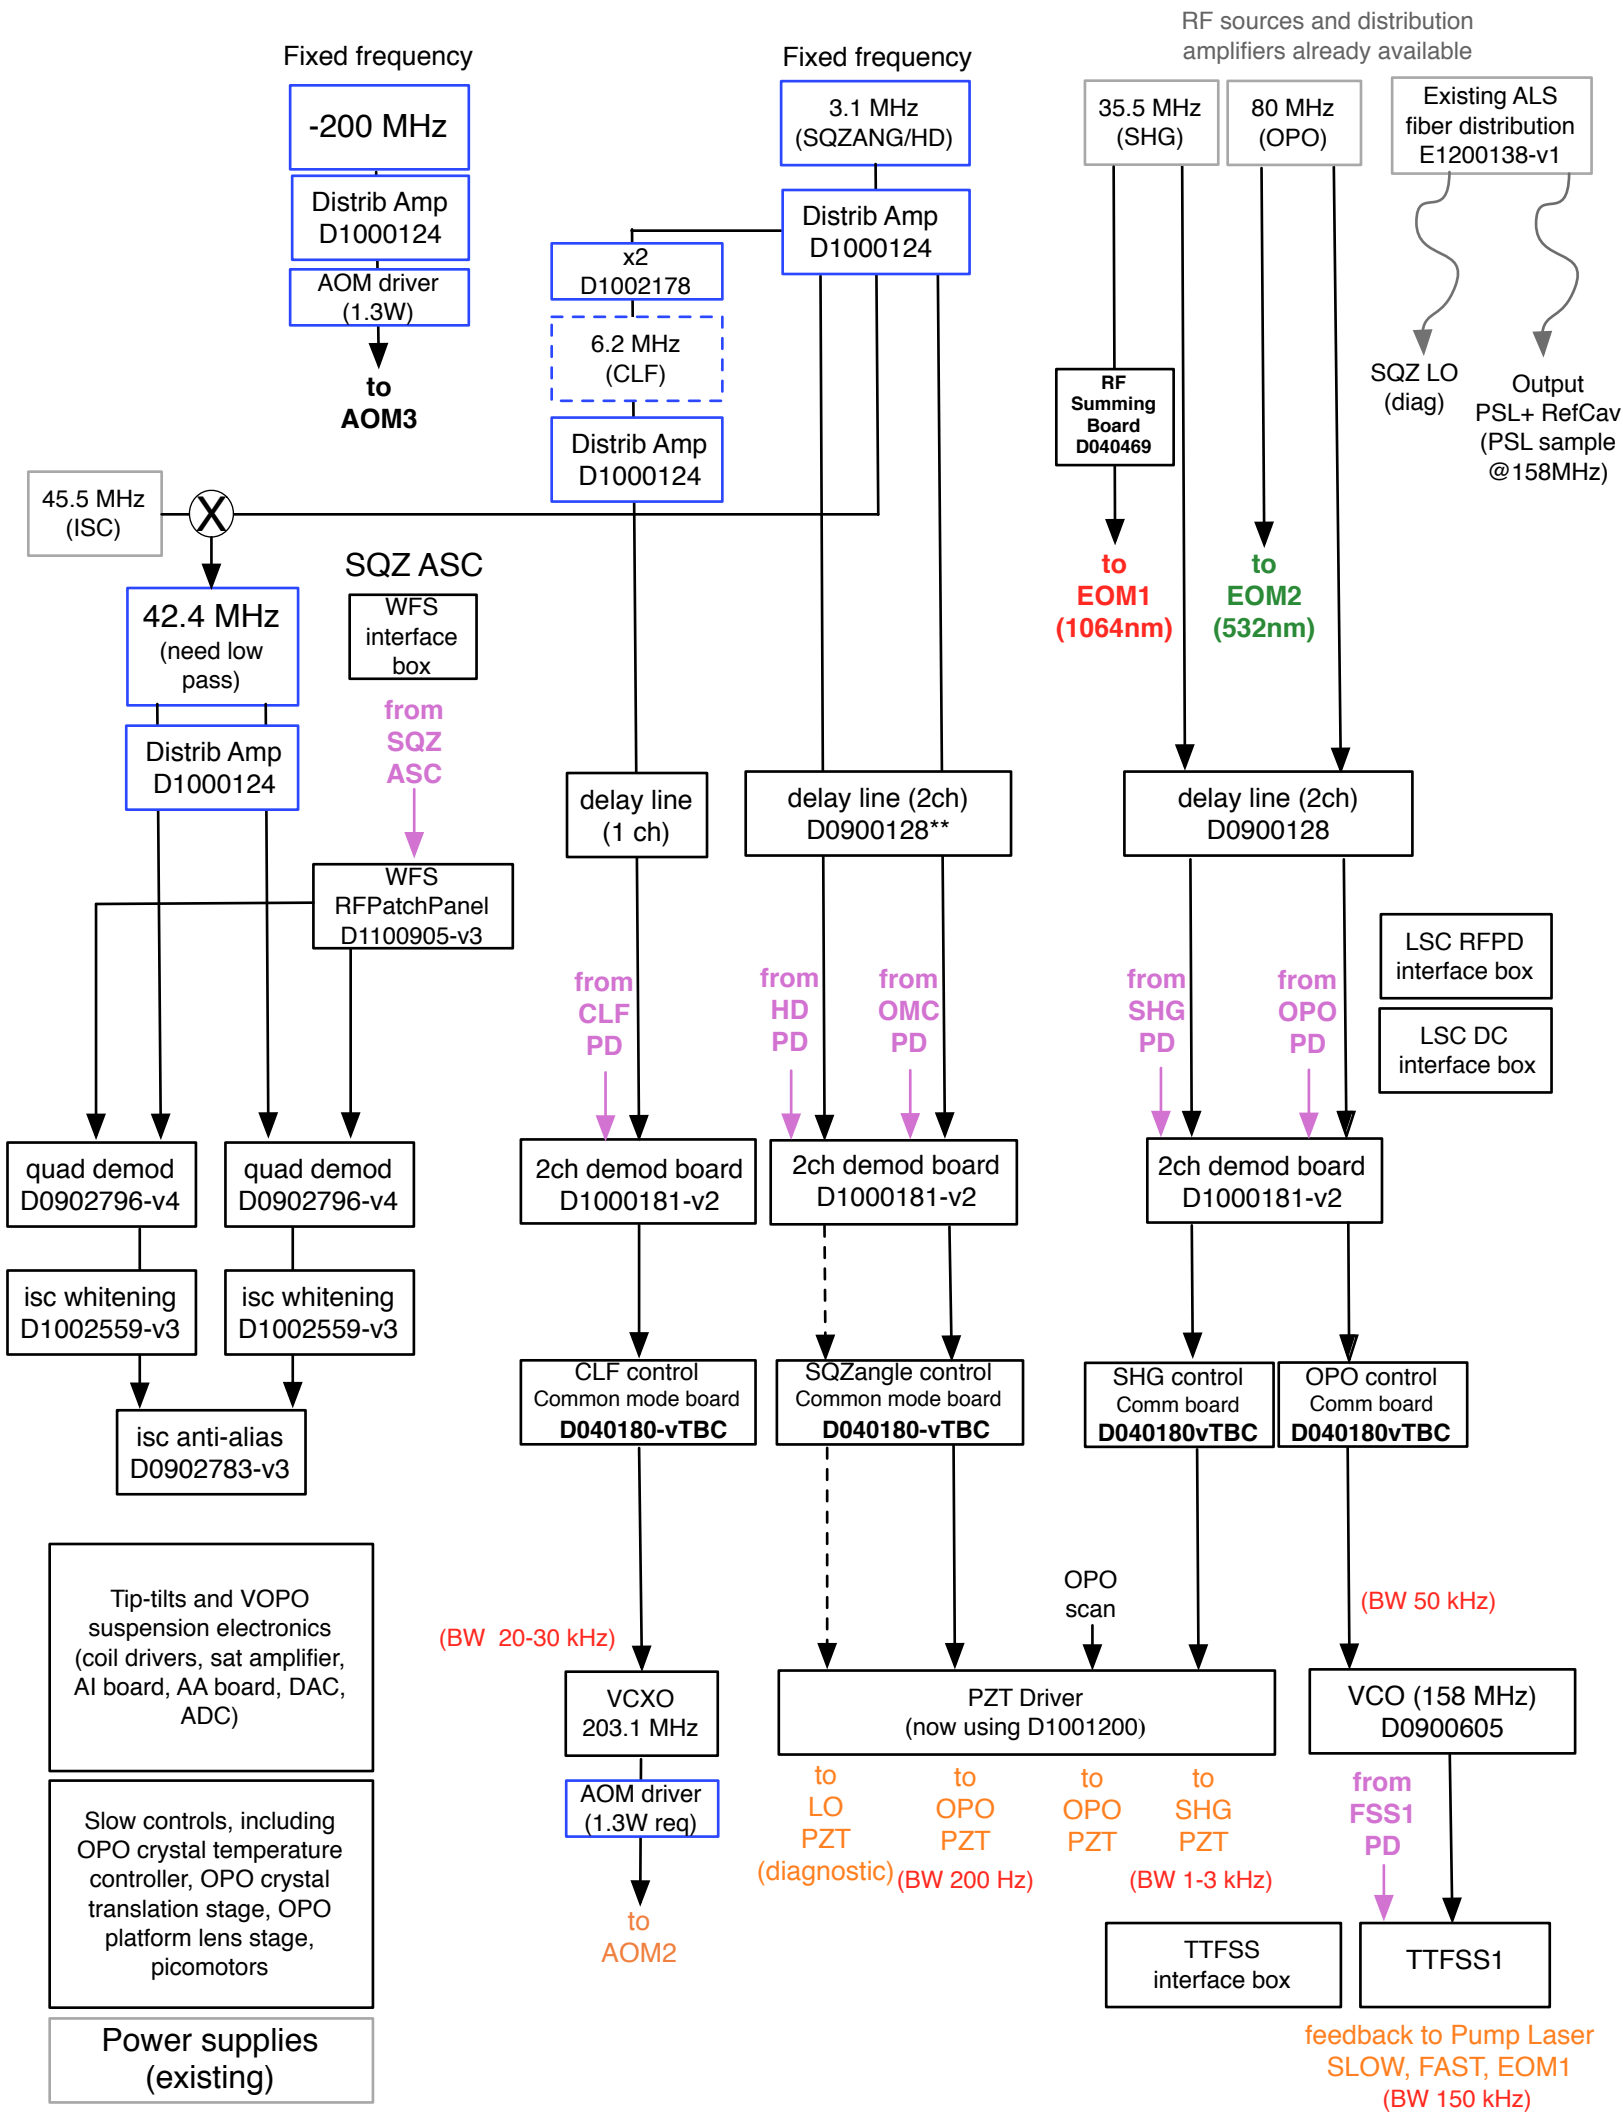 RF sources and distribution
amplifiers already available
Fixed frequency
-200 MHz
Distrib Amp
D1000124
AOM driver
(1.3W)
to
AOM3
Fixed frequency
3.1 MHz
(SQZANG/HD)
Distrib Amp
D1000124
x2
D1002178
6.2 MHz
(CLF)
Distrib Amp
D1000124
35.5 MHz
(SHG)
80 MHz
(OPO)
Existing ALS
fiber distribution
E1200138-v1
RF
Summing
Board
D040469
SQZ LO
(diag)
Output
PSL+ RefCav
(PSL sample
@158MHz)
to
EOM1
(1064nm)
to
EOM2
(532nm)
45.5 MHz
(ISC)
X
42.4 MHz
(need low
pass)
Distrib Amp
D1000124
SQZ ASC
WFS
interface
box
from
SQZ
ASC
WFS
RFPatchPanel
D1100905-v3
delay line
(1 ch)
delay line (2ch)
D0900128**
delay line (2ch)
D0900128
LSC RFPD
interface box
LSC DC
interface box
from
CLF
PD
from
HD
PD
from
OMC
PD
from
SHG
PD
from
OPO
PD
quad demod
D0902796-v4
quad demod
D0902796-v4
2ch demod board
D1000181-v2
2ch demod board
D1000181-v2
2ch demod board
D1000181-v2
isc whitening
D1002559-v3
isc whitening
D1002559-v3
isc anti-alias
D0902783-v3
CLF control
Common mode board
D040180-vTBC
SQZangle control
Common mode board
D040180-vTBC
SHG control
Comm board
D040180vTBC
OPO control
Comm board
D040180vTBC
Tip-tilts and VOPO
suspension electronics
(coil drivers, sat amplifier,
AI board, AA board, DAC,
ADC)
OPO
scan
(BW 50 kHz)
(BW 20-30 kHz)
VCXO
203.1 MHz
PZT Driver
(now using D1001200)
VCO (158 MHz)
D0900605
AOM driver
(1.3W req)
to
AOM2
to
LO
PZT
(diagnostic)
to
OPO
PZT
(BW 200 Hz)
to
OPO
PZT
to
SHG
PZT
(BW 1-3 kHz)
from
FSS1
PD
Slow controls, including
OPO crystal temperature
controller, OPO crystal
translation stage, OPO
platform lens stage,
picomotors
TTFSS
interface box
TTFSS1
Power supplies
(existing)
feedback to Pump Laser
SLOW, FAST, EOM1
(BW 150 kHz)